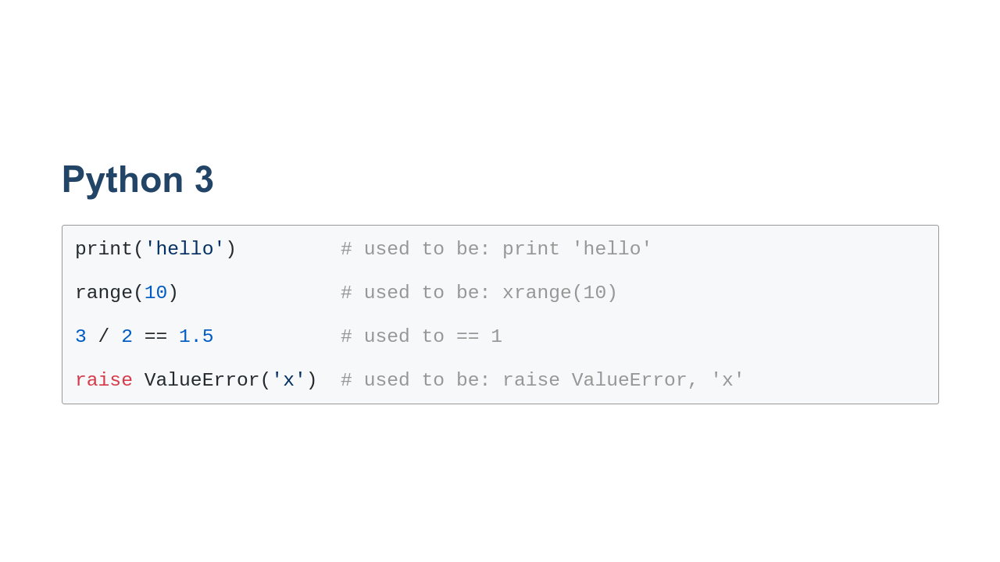 Python 3
print('hello')         # used to be: print 'hello'
range(10)              # used to be: xrange(10)
3 / 2 == 1.5           # used to == 1
raise ValueError('x')  # used to be: raise ValueError, 'x'